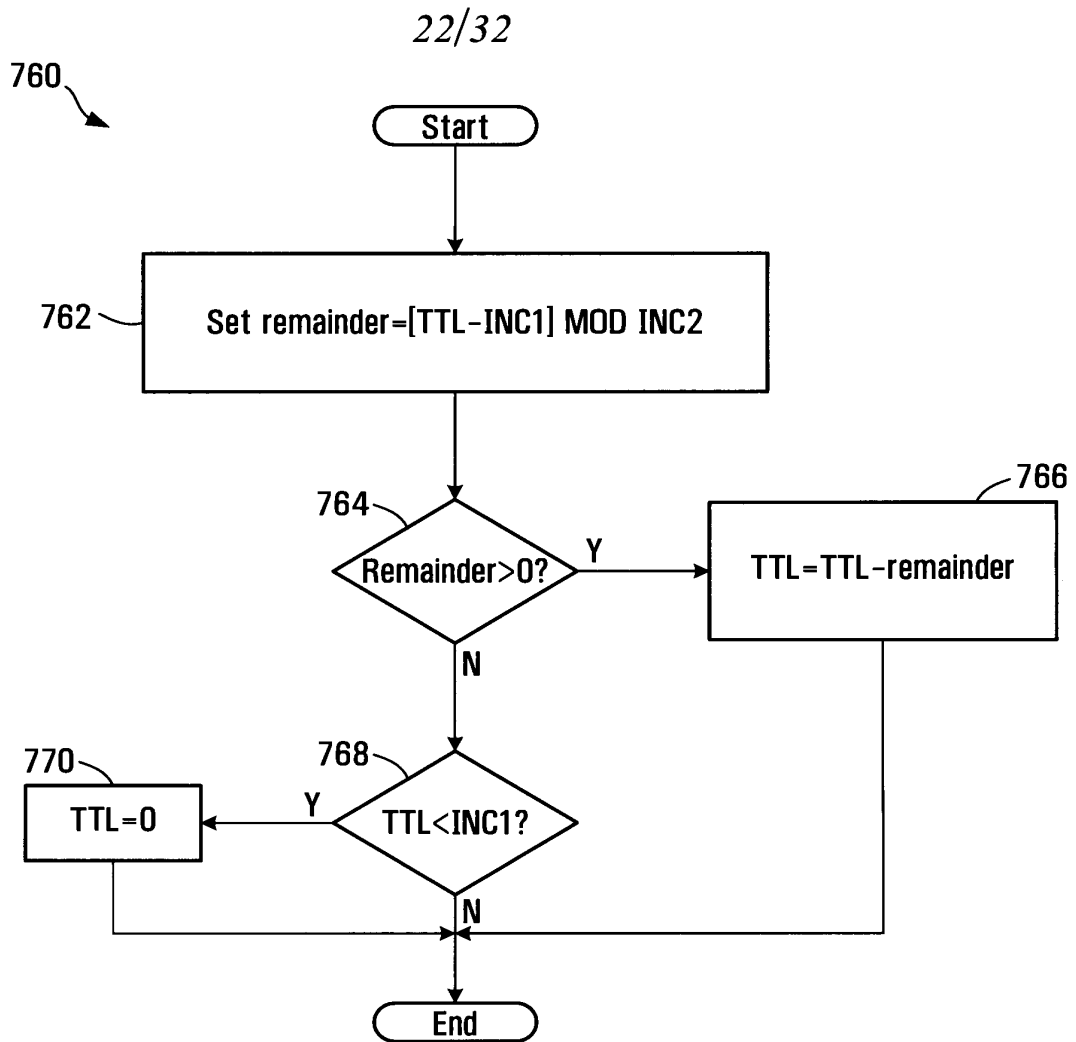 22/32
760
Start
762
Set remainder=[TTL-INC1] MOD INC2
764
Remainder>0?
Y
766
TTL=TTL-remainder
N
768
TTL<INC1?
Y
770
TTL=0
N
End